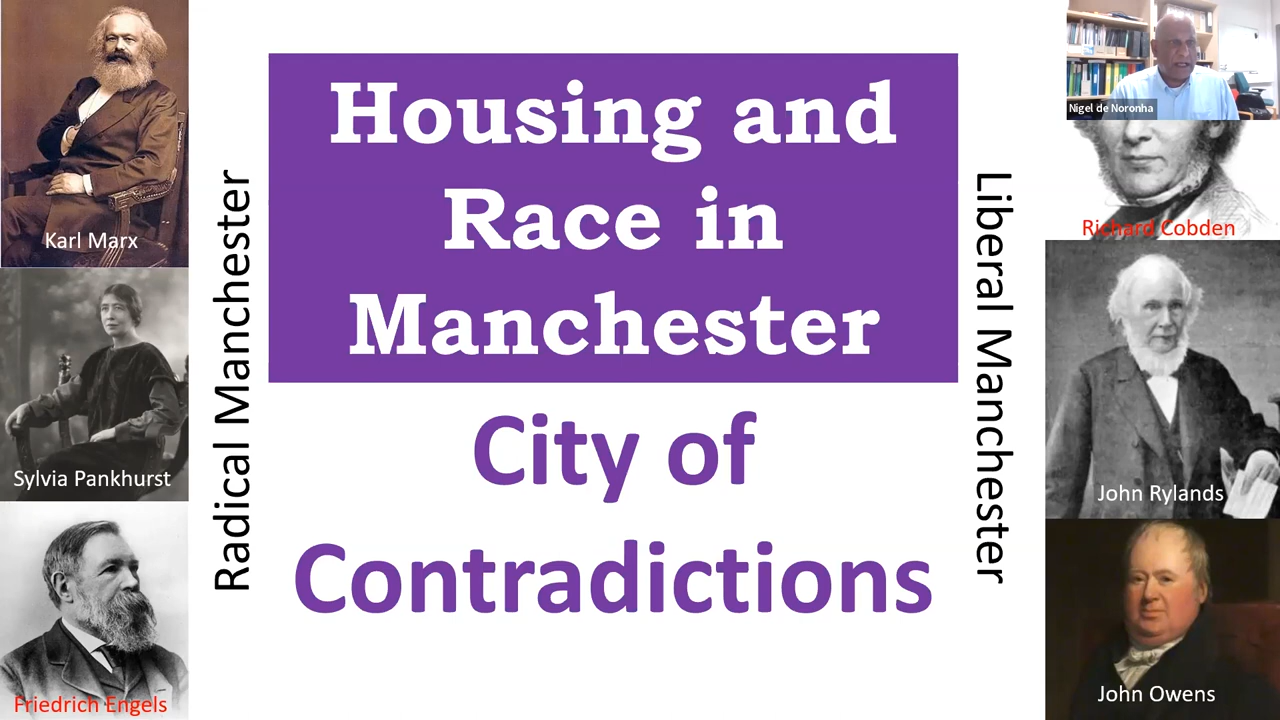 Karl Marx
Sylvia Pankhurst
Friedrich Engels
Radical Manchester
Housing and
Race in
Manchester
City of
Contradictions
Liberal Manchester
Nigel de Noronha
Richard Cobden
John Rylands
John Owens